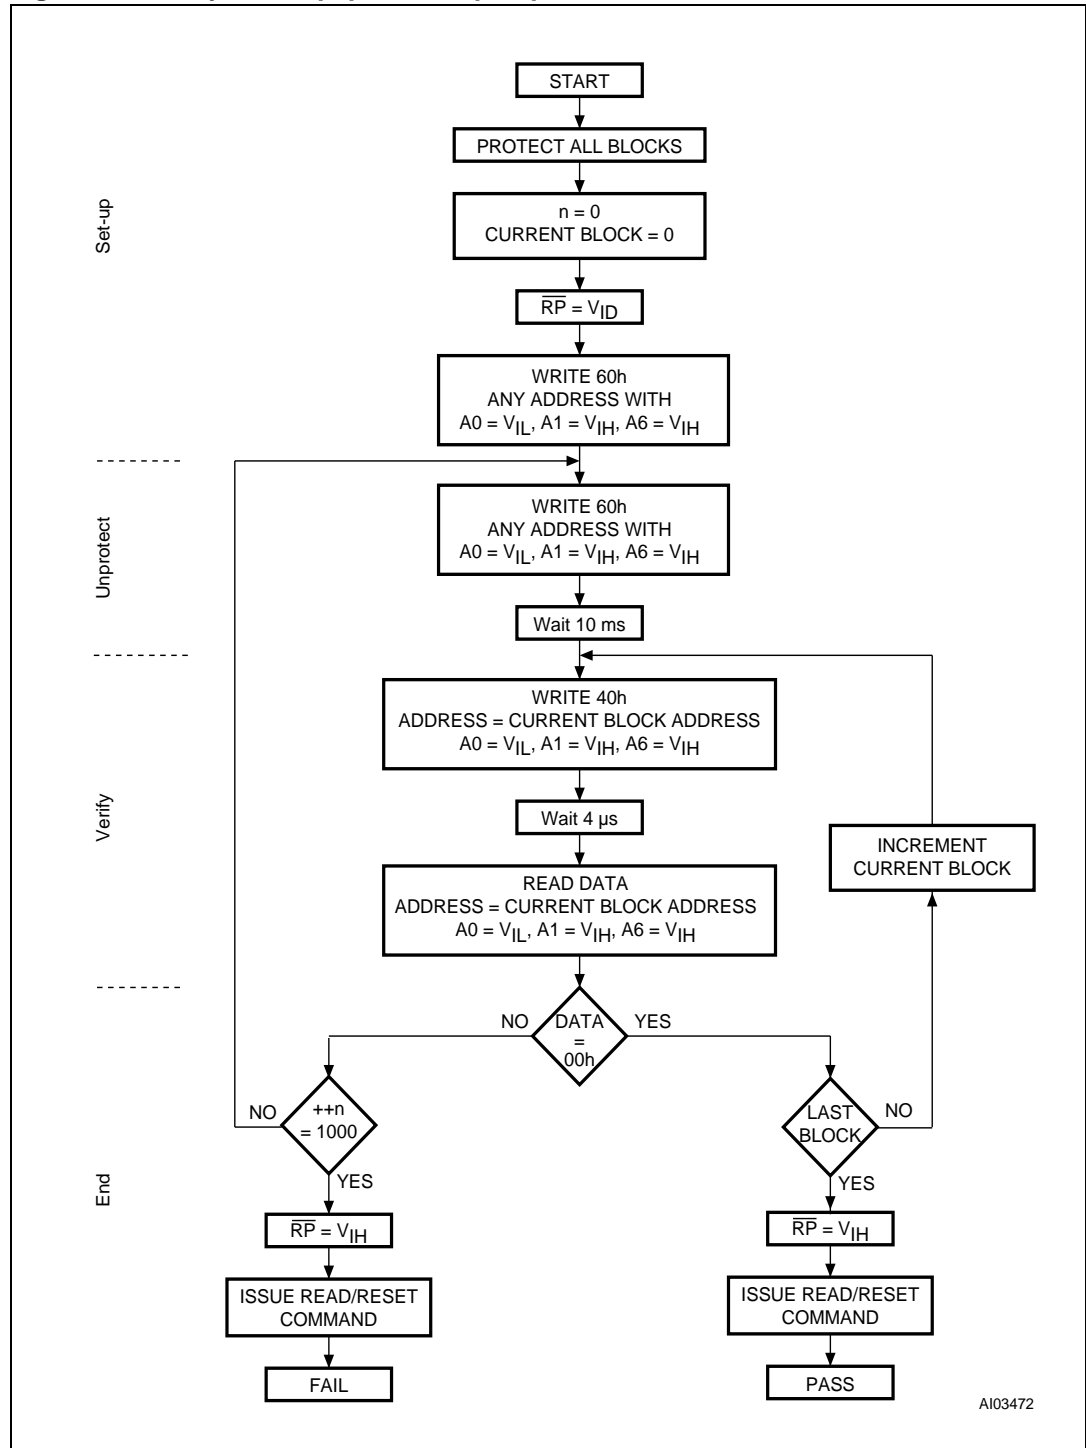 START
PROTECT ALL BLOCKS
n = 0
CURRENT BLOCK = 0
Set-up
RP = VID
WRITE 60h
ANY ADDRESS WITH
A0 = VIL, A1 = VIH, A6 = VIH
Unprotect
WRITE 60h
ANY ADDRESS WITH
A0 = VIL, A1 = VIH, A6 = VIH
Wait 10 ms
WRITE 40h
ADDRESS = CURRENT BLOCK ADDRESS
A0 = VIL, A1 = VIH, A6 = VIH
Verify
Wait 4 µs
INCREMENT
CURRENT BLOCK
READ DATA
ADDRESS = CURRENT BLOCK ADDRESS
A0 = VIL, A1 = VIH, A6 = VIH
NO
DATA
=
00h
YES
NO
++n
= 1000
YES
LAST
BLOCK
NO
YES
End
RP = VIH
RP = VIH
ISSUE READ/RESET
COMMAND
ISSUE READ/RESET
COMMAND
FAIL
PASS
AI03472